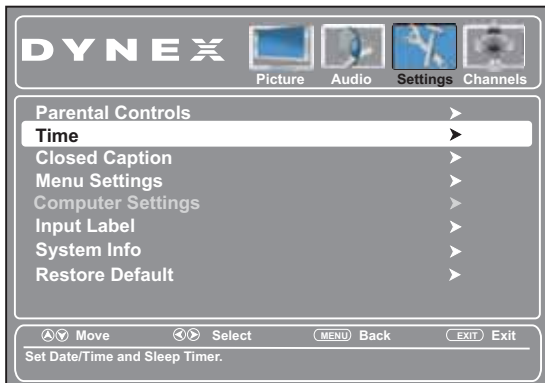 DYNEX
Picture Audio Settings Channels
Parental Controls
Time
Closed Caption
Menu Settings
Computer Settings
Input Label
System Info
Restore Default
Move Select MENU Back EXIT Exit
Set Date/Time and Sleep Timer.